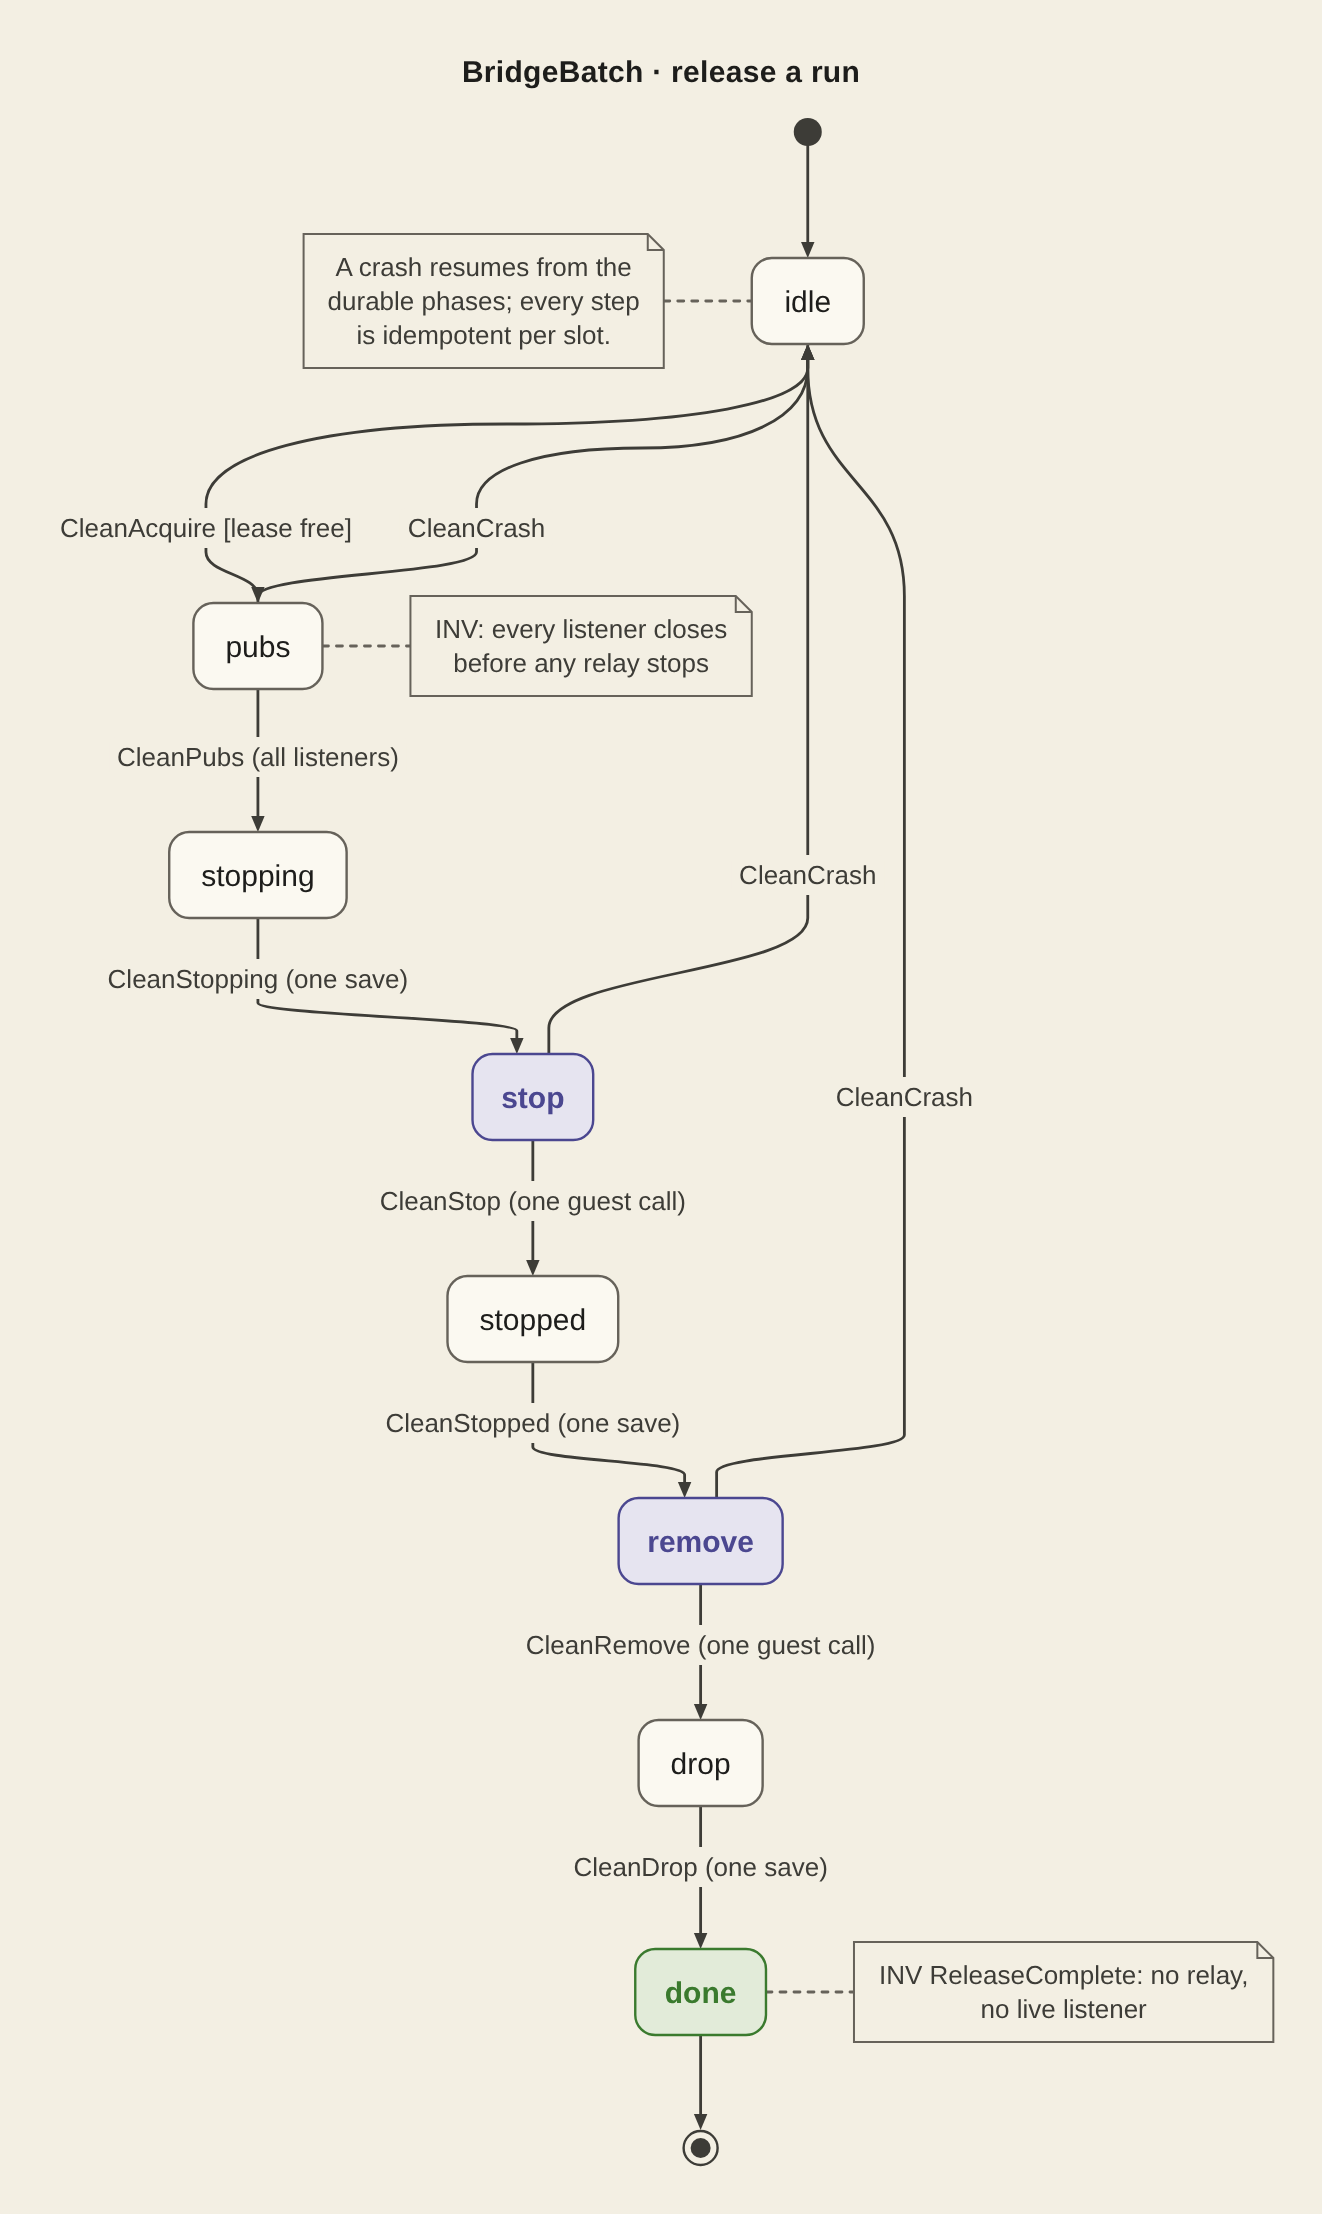 BridgeBatch · release a run
A crash resumes from the
durable phases; every step
is idempotent per slot.
idle
CleanAcquire [lease free]
CleanCrash
pubs
INV: every listener closes
before any relay stops
CleanPubs (all listeners)
stopping
CleanCrash
CleanStopping (one save)
stop
CleanCrash
CleanStop (one guest call)
stopped
CleanStopped (one save)
remove
CleanRemove (one guest call)
drop
CleanDrop (one save)
done
INV ReleaseComplete: no relay,
no live listener